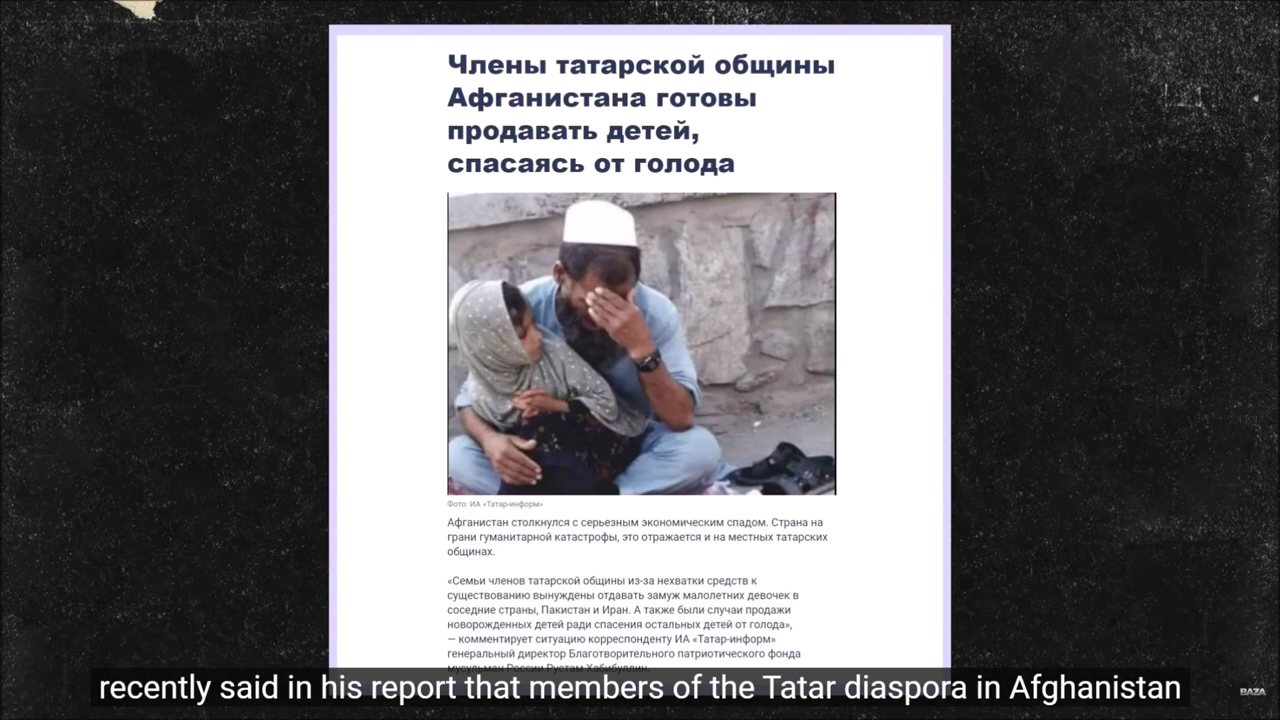 Члены татарской общины
Афганистана готовы
продавать детей,
спасаясь от голода
Фото: ИА «Татар-информ»
Афганистан столкнулся с серьезным экономическим спадом. Страна на
грани гуманитарной катастрофы, это отражается и на местных татарских
общинах.
«Семьи членов татарской общины из-за нехватки средств к
существованию вынуждены отдавать замуж малолетних девочек в
соседние страны, Пакистан и Иран. А также были случаи продажи
новорожденных детей ради спасения остальных детей от голода»,
— комментирует ситуацию корреспонденту ИА «Татар-информ»
генеральный директор Благотворительного патриотического фонда
мусульман России Рустам Хабибуллин.
recently said in his report that members of the Tatar diaspora in Afghanistan
BAZA